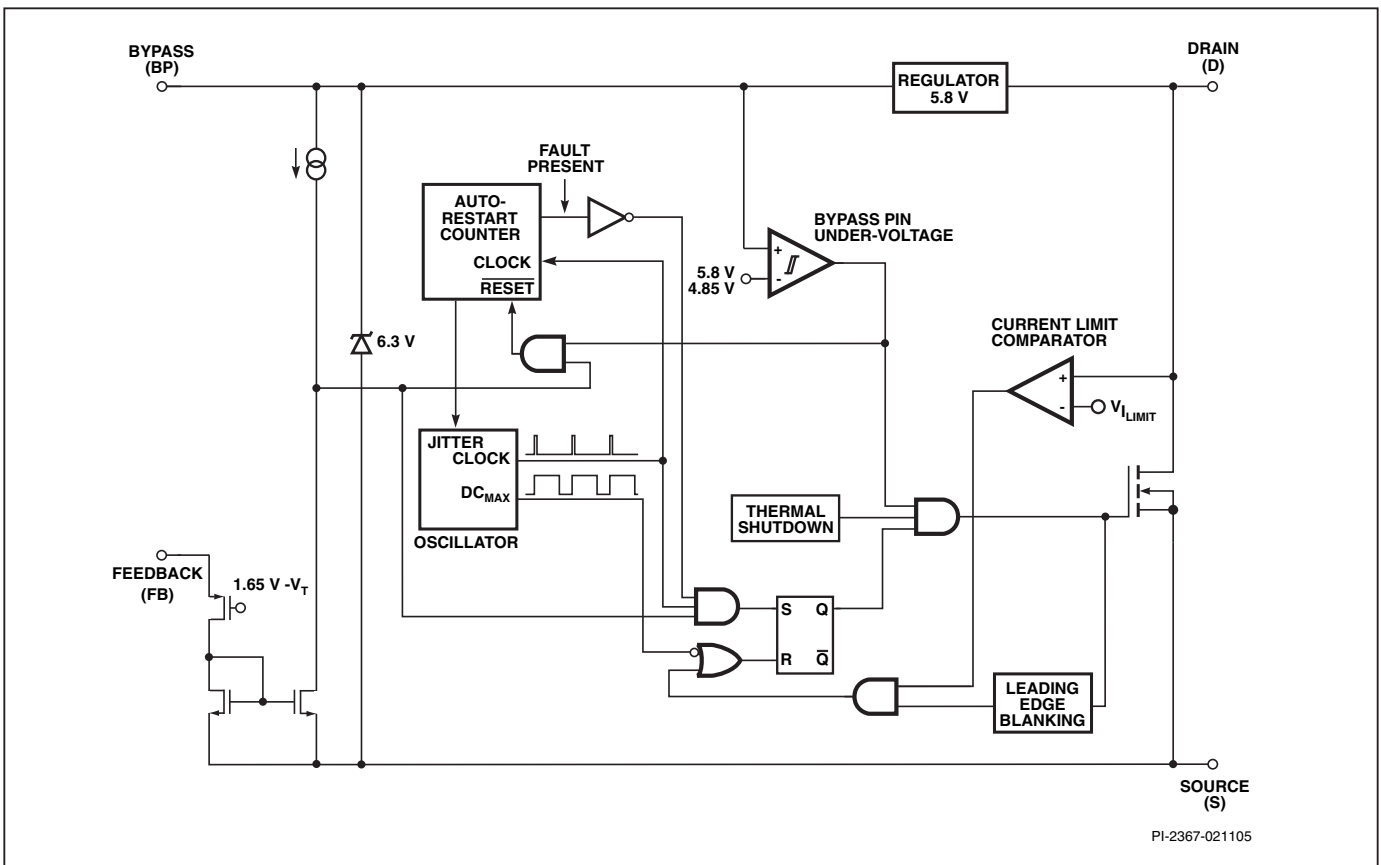 BYPASS
(BP)
DRAIN
(D)
REGULATOR
5.8 V
FAULT
PRESENT
AUTO-
RESTART
COUNTER
CLOCK
RESET
BYPASS PIN
UNDER-VOLTAGE
+
-
5.8 V
4.85 V
6.3 V
CURRENT LIMIT
COMPARATOR
+
-
VILIMIT
JITTER
CLOCK
DCMAX
OSCILLATOR
THERMAL
SHUTDOWN
FEEDBACK
(FB)
1.65 V -VT
S Q
R Q̅
LEADING
EDGE
BLANKING
SOURCE
(S)
PI-2367-021105